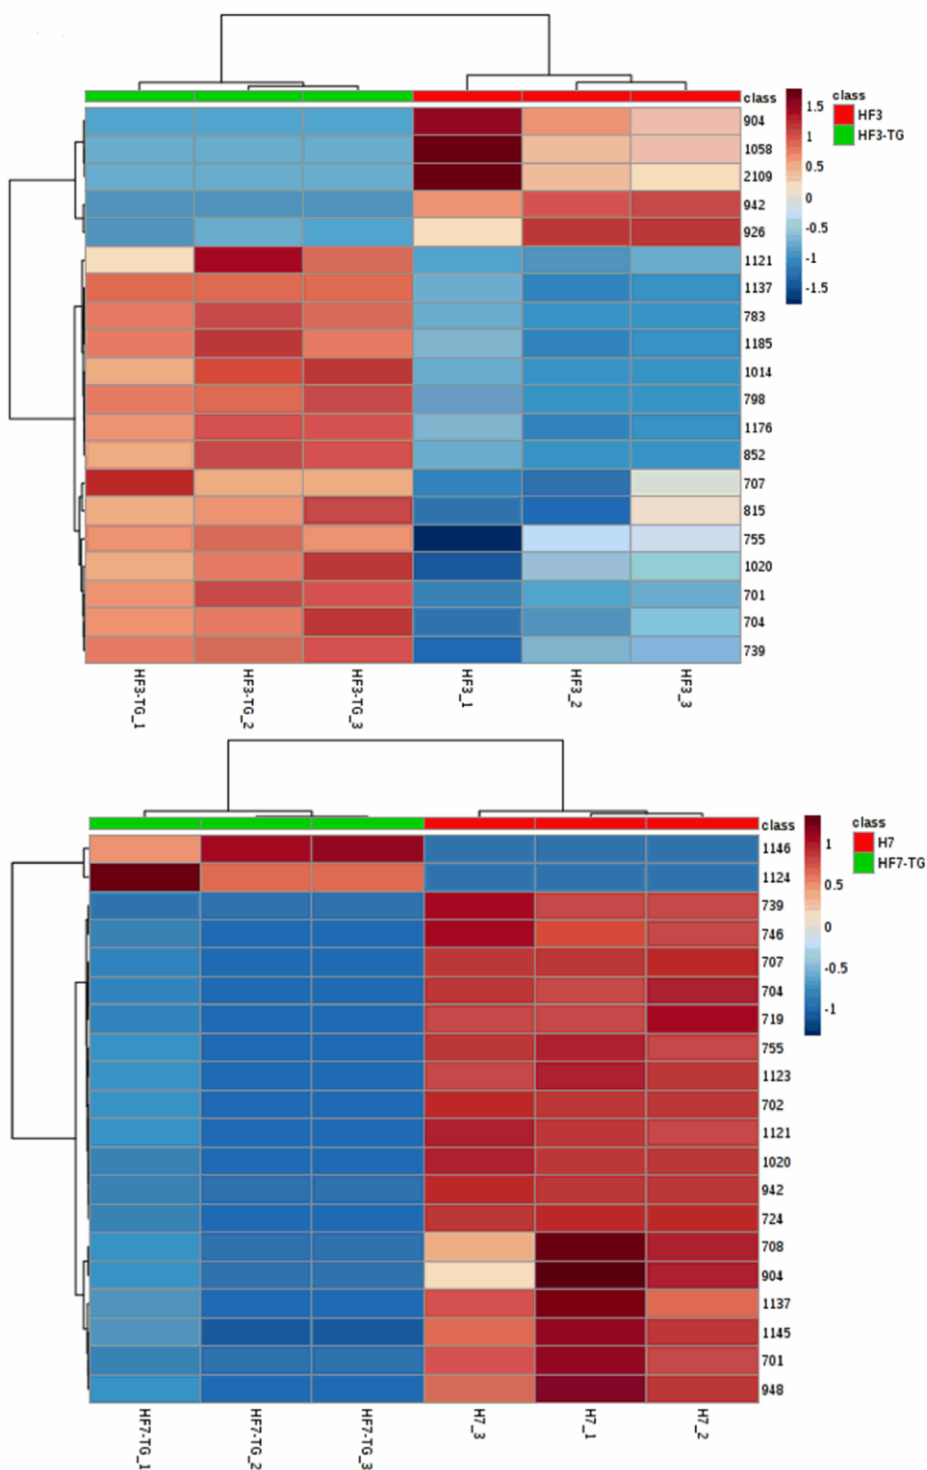 class
904
1058
2109
942
926
1121
1137
783
1185
1014
798
1176
852
707
815
755
1020
701
704
739
1.5
1
0.5
0
-0.5
-1
-1.5
class
HF3
HF3-TG
HF3-TG_1
HF3-TG_2
HF3-TG_3
HF3_1
HF3_2
HF3_3
class
1146
1124
739
746
707
704
719
755
1123
702
1121
1020
942
724
708
904
1137
1145
701
948
1
0.5
0
-0.5
-1
class
H7
HF7-TG
HF7-TG_1
HF7-TG_2
HF7-TG_3
H7_3
H7_1
H7_2